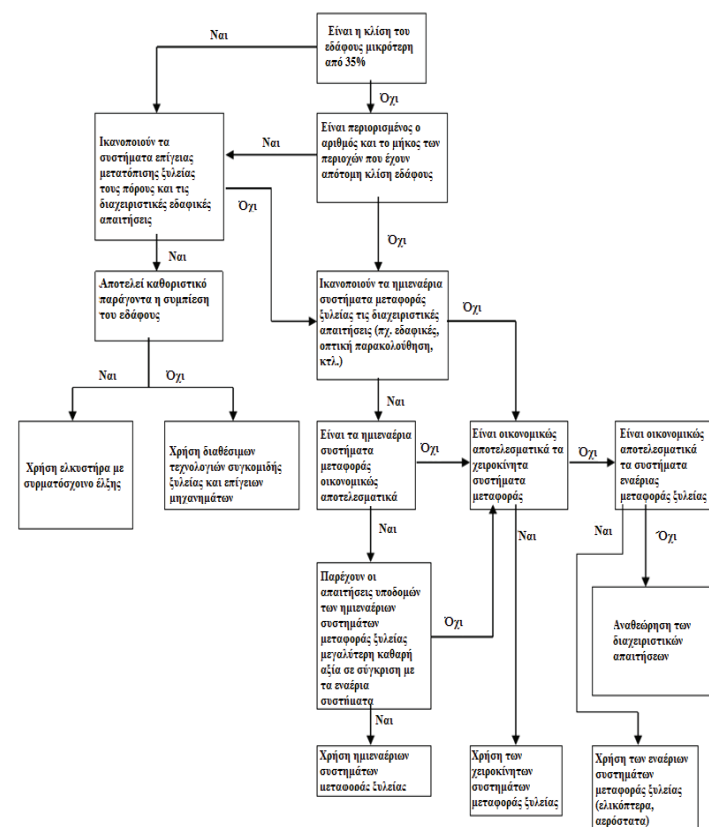 Είναι η κλίση του
εδάφους μικρότερη
από 35%
Ναι
Όχι
Ικανοποιούν τα
συστήματα επίγειας
μετατόπισης ξυλείας
τους πόρους και τις
διαχειριστικές εδαφικές
απαιτήσεις
Ναι
Είναι περιορισμένος ο
αριθμός και το μήκος των
περιοχών που έχουν
απότομη κλίση εδάφους
Όχι
Ναι
Όχι
Αποτελεί καθοριστικό
παράγοντα η συμπίεση
του εδάφους
Ικανοποιούν τα ημιεναέρια
συστήματα μεταφοράς
ξυλείας τις διαχειριστικές
απαιτήσεις (πχ. εδαφικές,
οπτική παρακολούθηση,
κτλ.)
Όχι
Ναι
Όχι
Ναι
Χρήση ελκυστήρα με
συρματόσχοινο έλξης
Χρήση διαθέσιμων
τεχνολογιών συγκομιδής
ξυλείας και επίγειων
μηχανημάτων
Είναι τα ημιεναέρια
συστήματα
μεταφοράς
οικονομικώς
αποτελεσματικά
Όχι
Είναι οικονομικώς
αποτελεσματικά τα
χειροκίνητα
συστήματα
μεταφοράς
Όχι
Είναι οικονομικώς
αποτελεσματικά
τα συστήματα
εναέριας
μεταφοράς ξυλείας
Ναι
Ναι
Ναι
Όχι
Παρέχουν οι
απαιτήσεις υποδομών
των ημιεναέριων
συστημάτων
μεταφοράς ξυλείας
μεγαλύτερη καθαρή
αξία σε σύγκριση με
τα εναέρια
συστήματα
Όχι
Αναθεώρηση των
διαχειριστικών
απαιτήσεων
Ναι
Χρήση ημιεναέριων
συστημάτων
μεταφοράς ξυλείας
Χρήση των
χειροκίνητων
συστημάτων
μεταφοράς ξυλείας
Χρήση των εναέριων
συστημάτων
μεταφοράς ξυλείας
(ελικόπτερα,
αερόστατα)